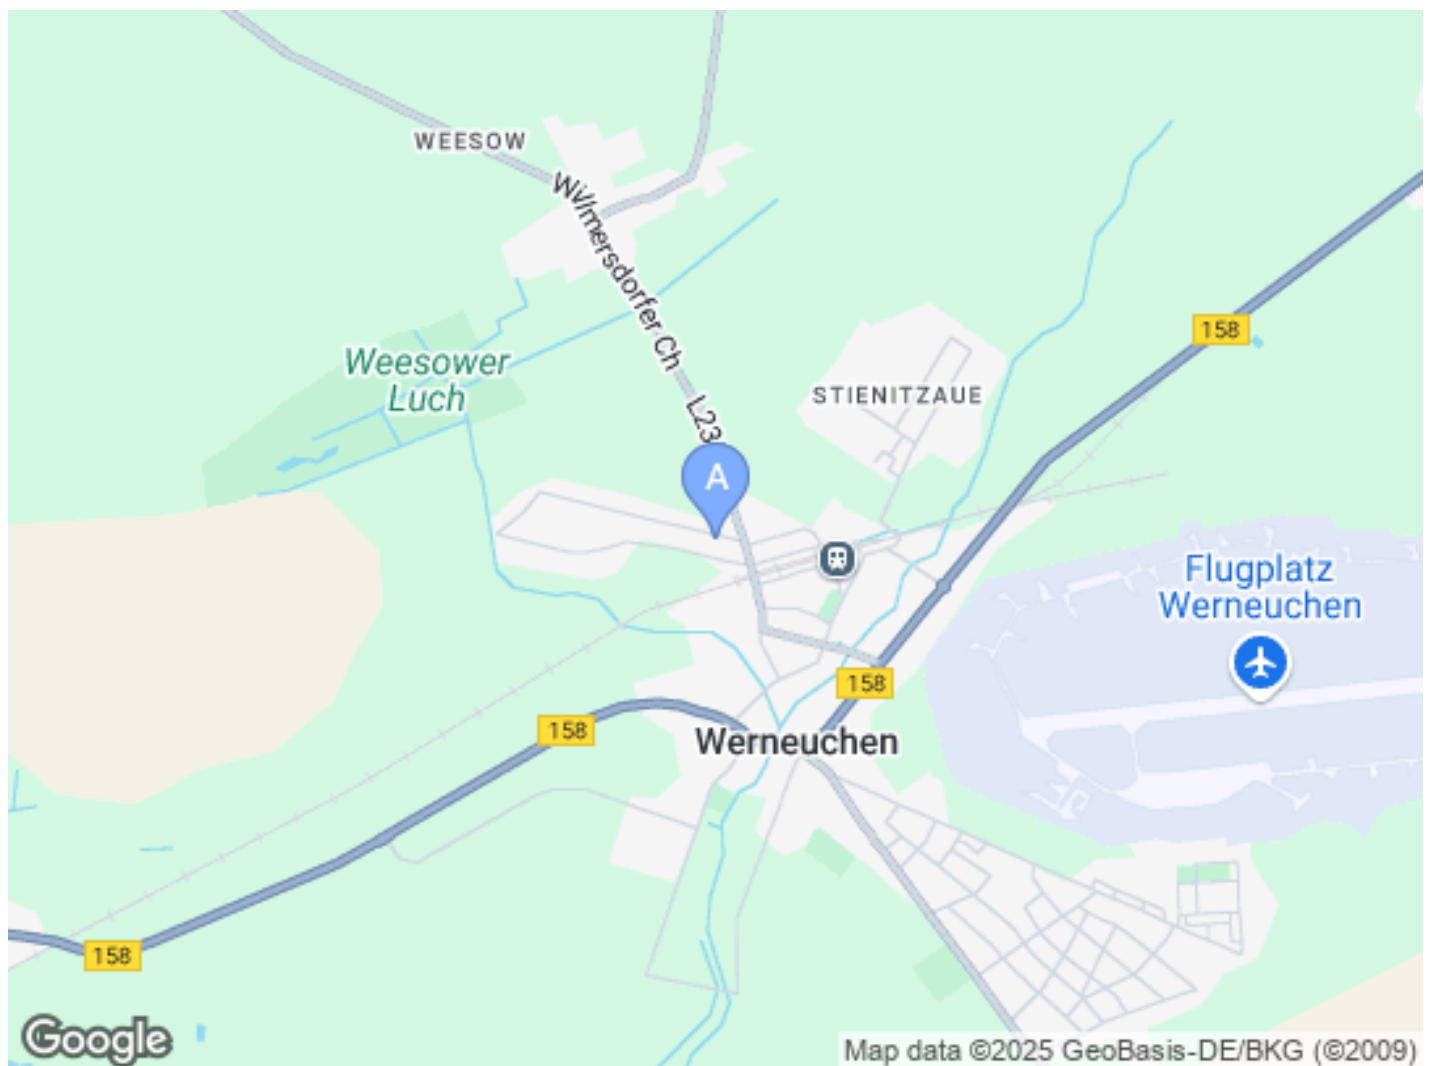 WEESOW
Wilmersdorfer Ch
158
Weesower
Luch
STIENITZAUE
L23
A
Flugplatz
Werneuchen
158
158
Werneuchen
158
Google
Map data ©2025 GeoBasis-DE/BKG (©2009)